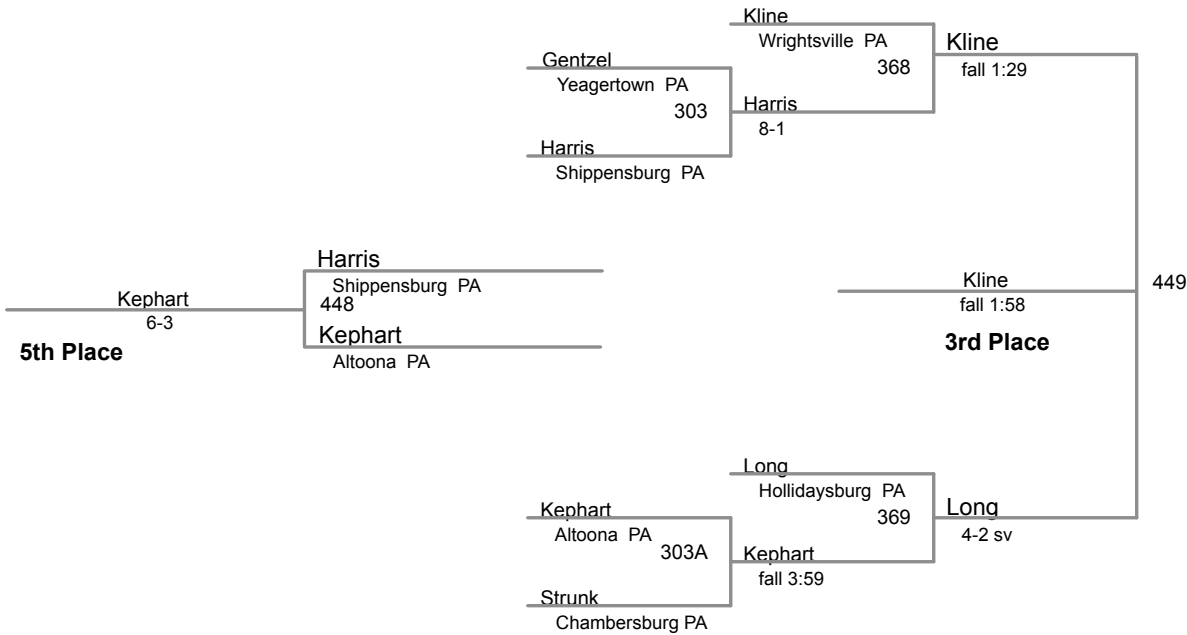 Kline
Wrightsville PA
Kline
368
fall 1:29
Gentzel
Yeagertown PA
303
Harris
8-1
Harris
Shippensburg PA
Harris
Shippensburg PA
448
Kephart
6-3
Kephart
Altoona PA
5th Place
Kline
449
fall 1:58
3rd Place
Long
Hollidaysburg PA
369
Long
4-2 sv
Kephart
Altoona PA
303A
Kephart
fall 3:59
Strunk
Chambersburg PA